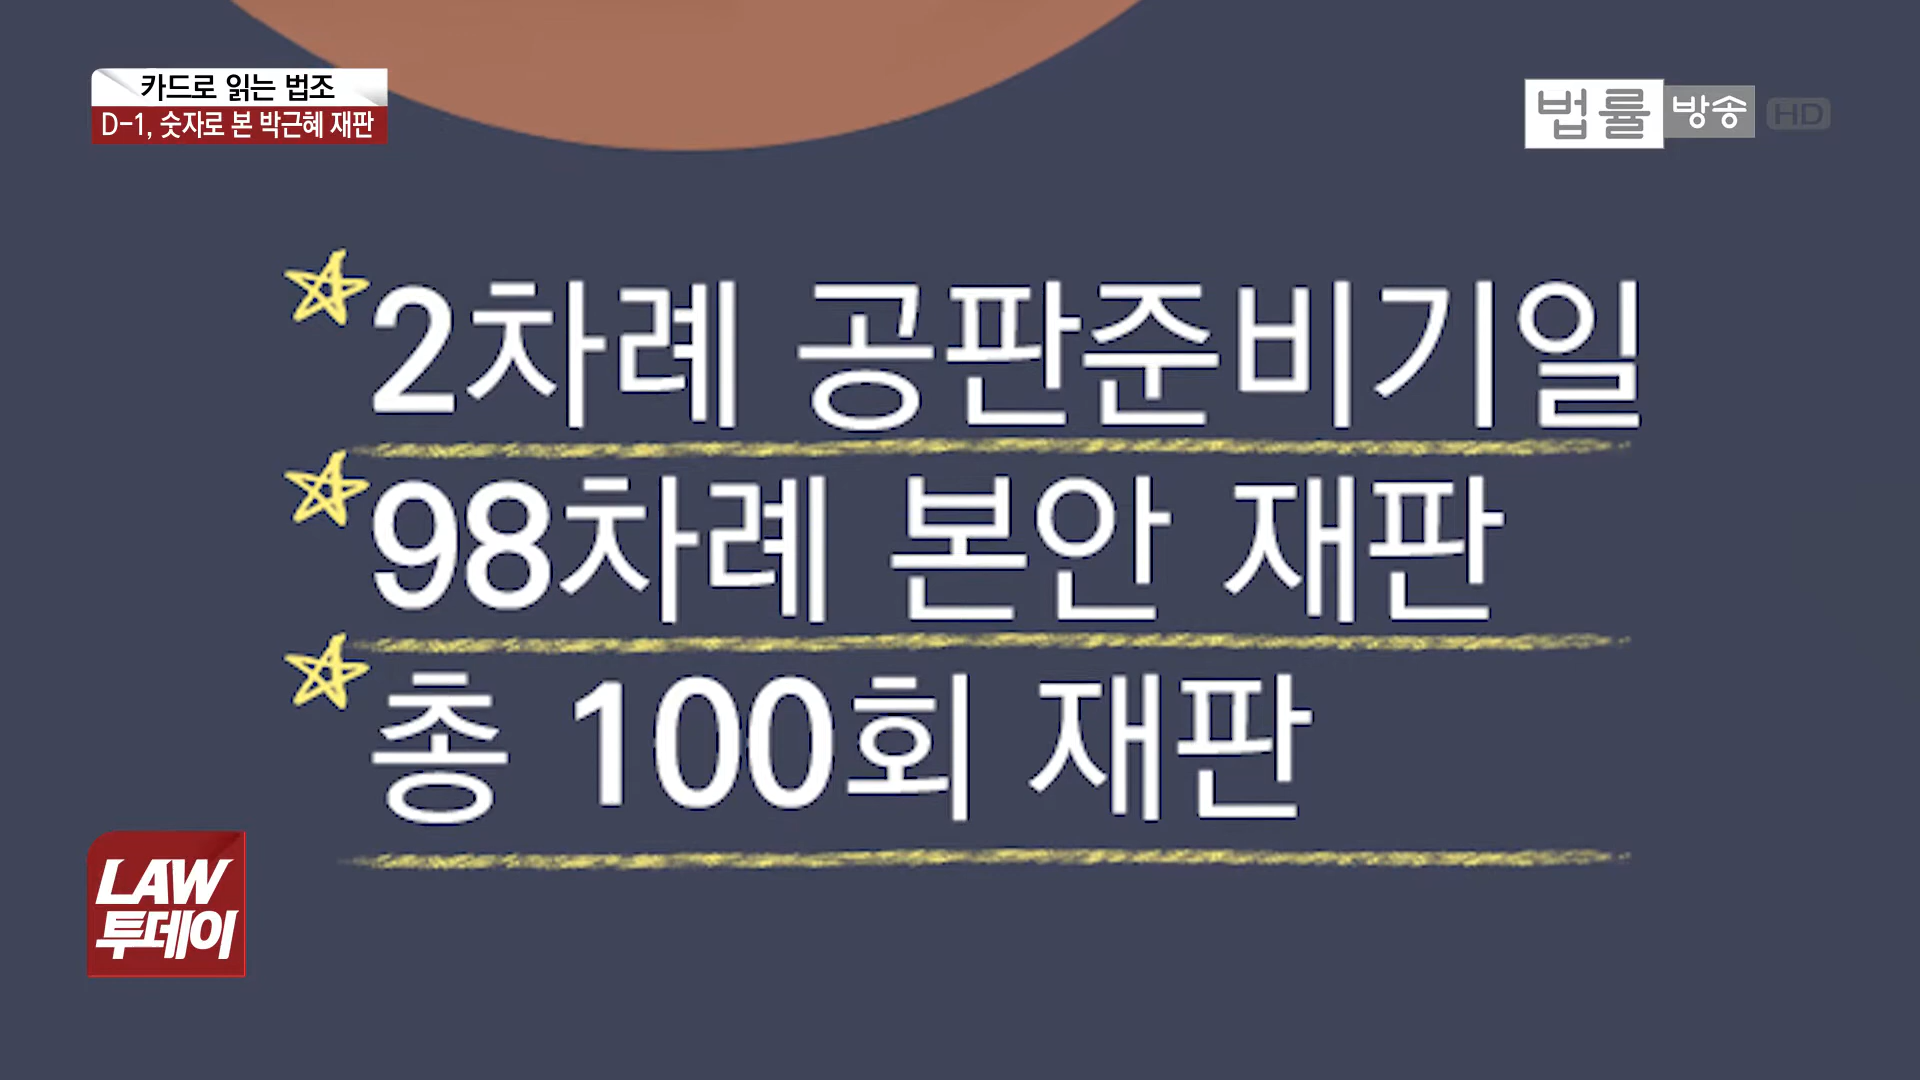 카드로 읽는 법조
D-1, 숫자로 본 박근혜 재판
법률방송 HD
2차례 공판준비기일
98차례 본안 재판
총 100회 재판
LAW
투데이